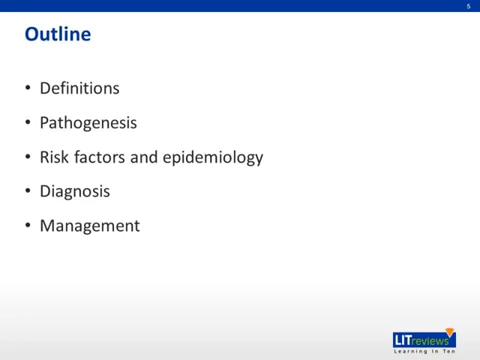 5
Outline
• Definitions
• Pathogenesis
• Risk factors and epidemiology
• Diagnosis
• Management
LITreviews
Learning In Ten